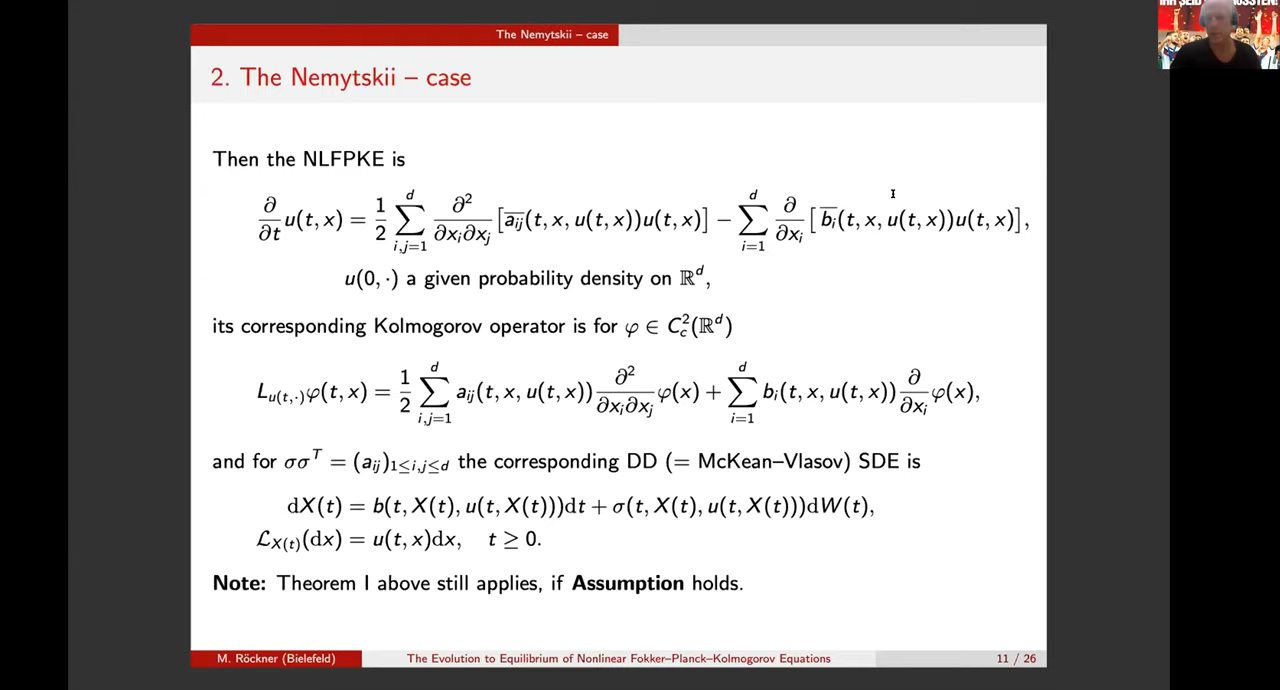 IHR SEID
The Nemytskii – case
2. The Nemytskii – case
Then the NLFPKE is
∂/∂t u(t, x) = 1/2 ∑_{i,j=1}^{d} ∂²/∂x_i∂x_j [a̅_{ij}(t, x, u(t, x))u(t, x)] − ∑_{i=1}^{d} ∂/∂x_i [b̅_i(t, x, u(t, x))u(t, x)],
u(0, ·) a given probability density on ℝ^d,
its corresponding Kolmogorov operator is for φ ∈ C_c^2(ℝ^d)
L_{u(t,·)}φ(t, x) = 1/2 ∑_{i,j=1}^{d} a_{ij}(t, x, u(t, x)) ∂²/∂x_i∂x_j φ(x) + ∑_{i=1}^{d} b_i(t, x, u(t, x)) ∂/∂x_i φ(x),
and for σσ^T = (a_{ij})_{1≤i,j≤d} the corresponding DD (= McKean–Vlasov) SDE is
dX(t) = b(t, X(t), u(t, X(t)))dt + σ(t, X(t), u(t, X(t)))dW(t),
ℒ_{X(t)}(dx) = u(t, x)dx, t ≥ 0.
Note: Theorem I above still applies, if Assumption holds.
M. Röckner (Bielefeld)
The Evolution to Equilibrium of Nonlinear Fokker–Planck–Kolmogorov Equations
11 / 26